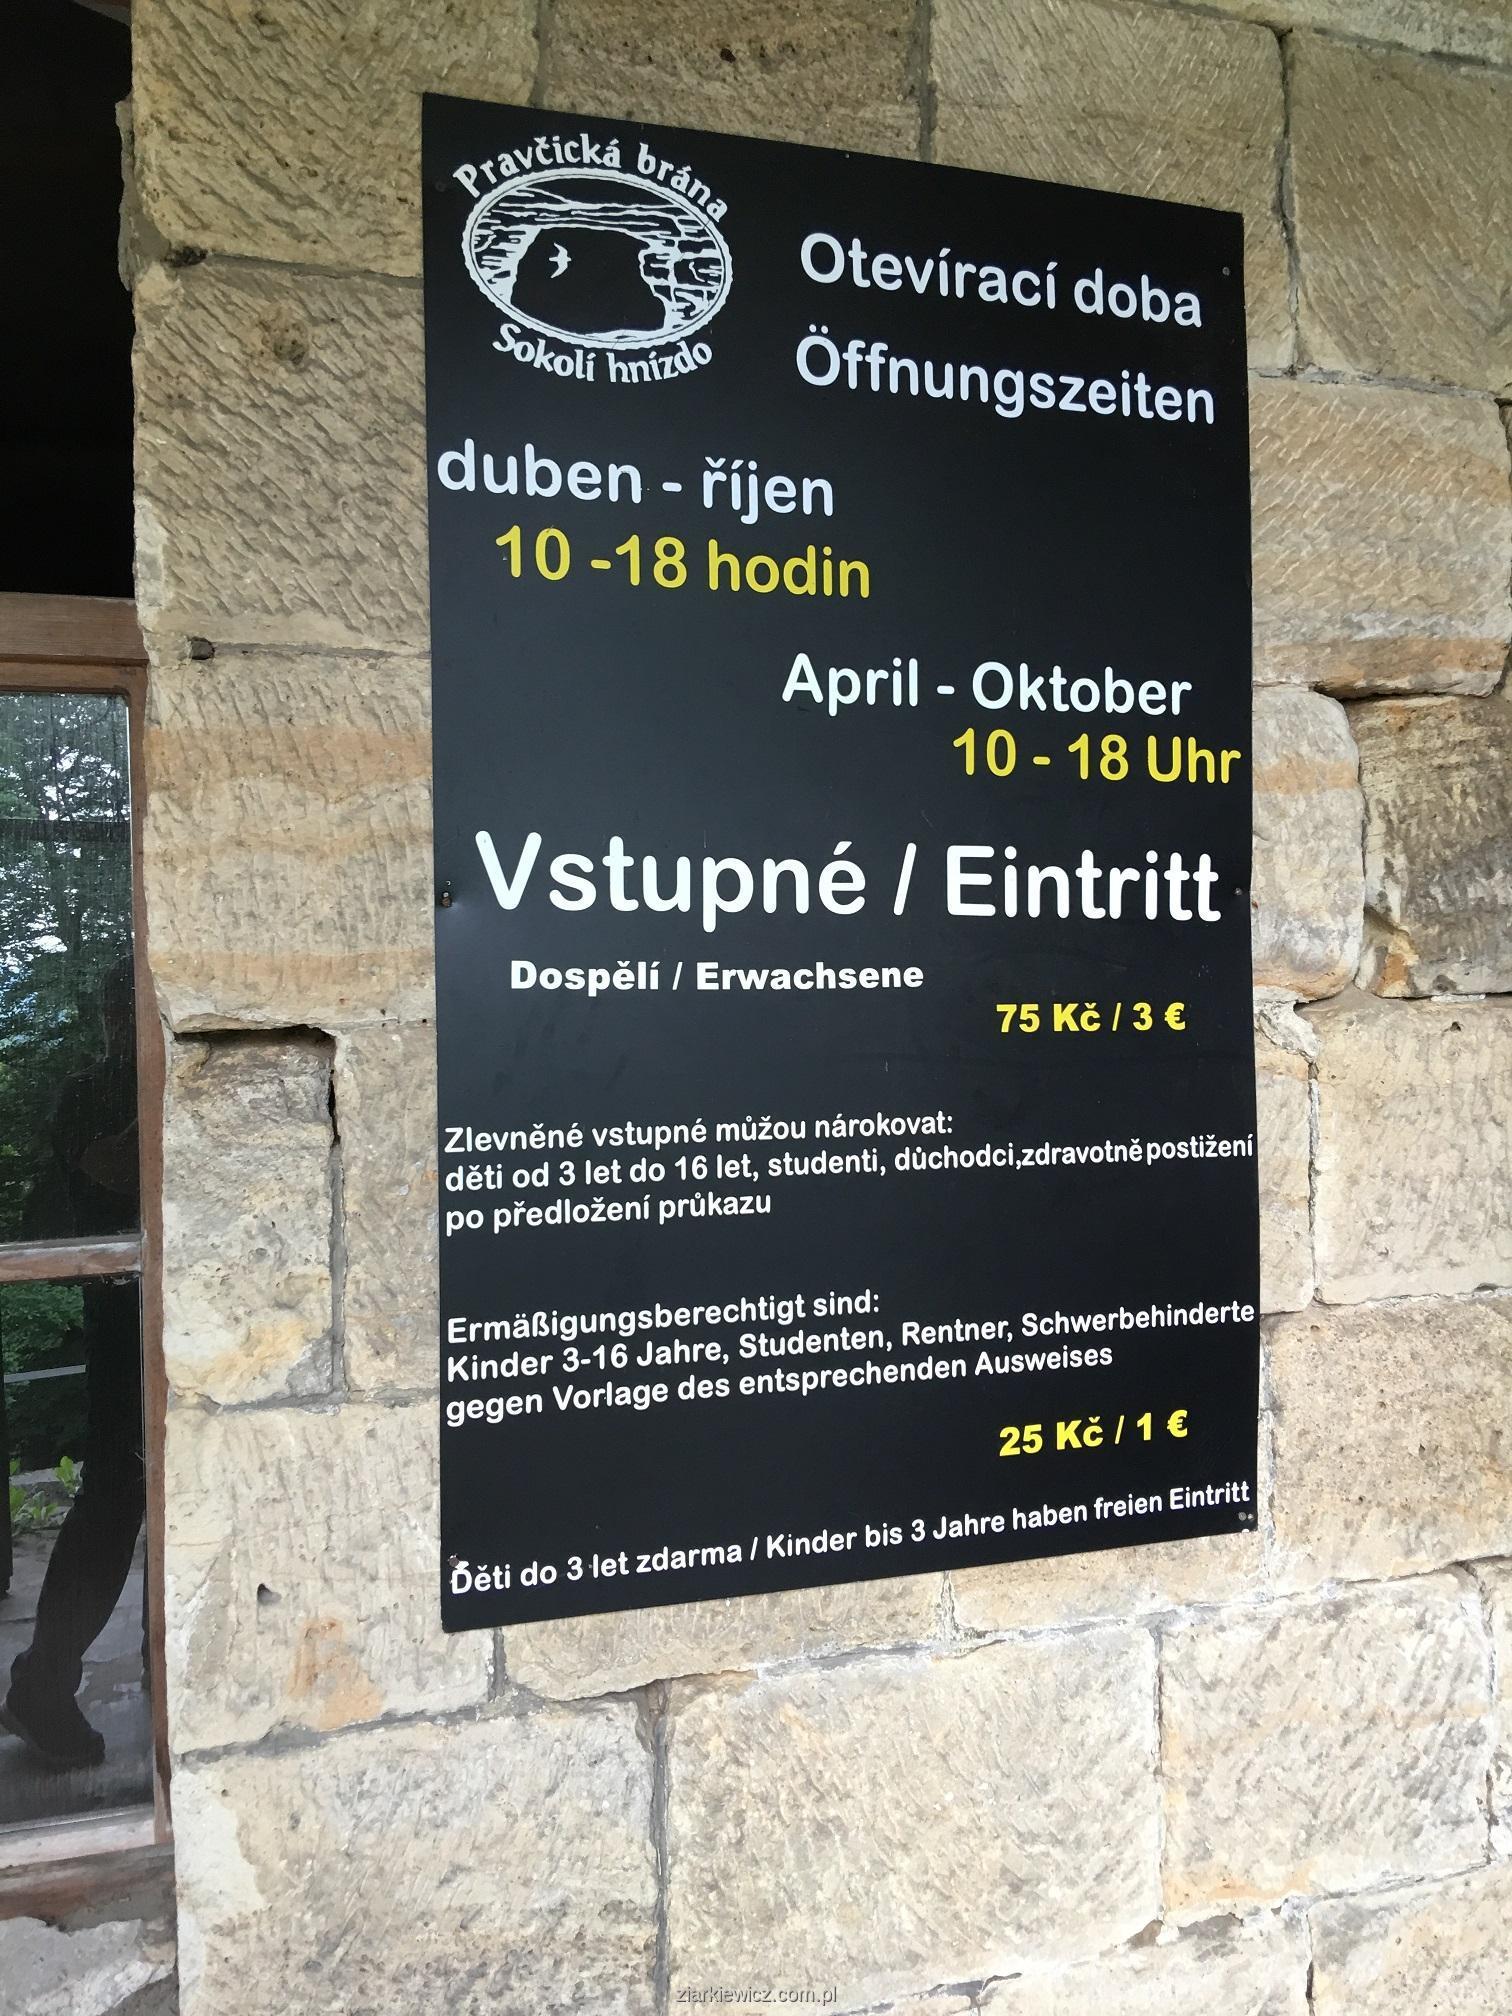 Pravčická brána
Sokolí hnízdo
Otevírací doba
Öffnungszeiten
duben - říjen
10 -18 hodin
April - Oktober
10 - 18 Uhr
Vstupné / Eintritt
Dospělí / Erwachsene
75 Kč / 3 €
Zlevněné vstupné můžou nárokovat:
děti od 3 let do 16 let, studenti, důchodci,zdravotně postižení
po předložení průkazu
Ermäßigungsberechtigt sind:
Kinder 3-16 Jahre, Studenten, Rentner, Schwerbehinderte
gegen Vorlage des entsprechenden Ausweises
25 Kč / 1 €
Děti do 3 let zdarma / Kinder bis 3 Jahre haben freien Eintritt
ziarkiewicz.com.pl